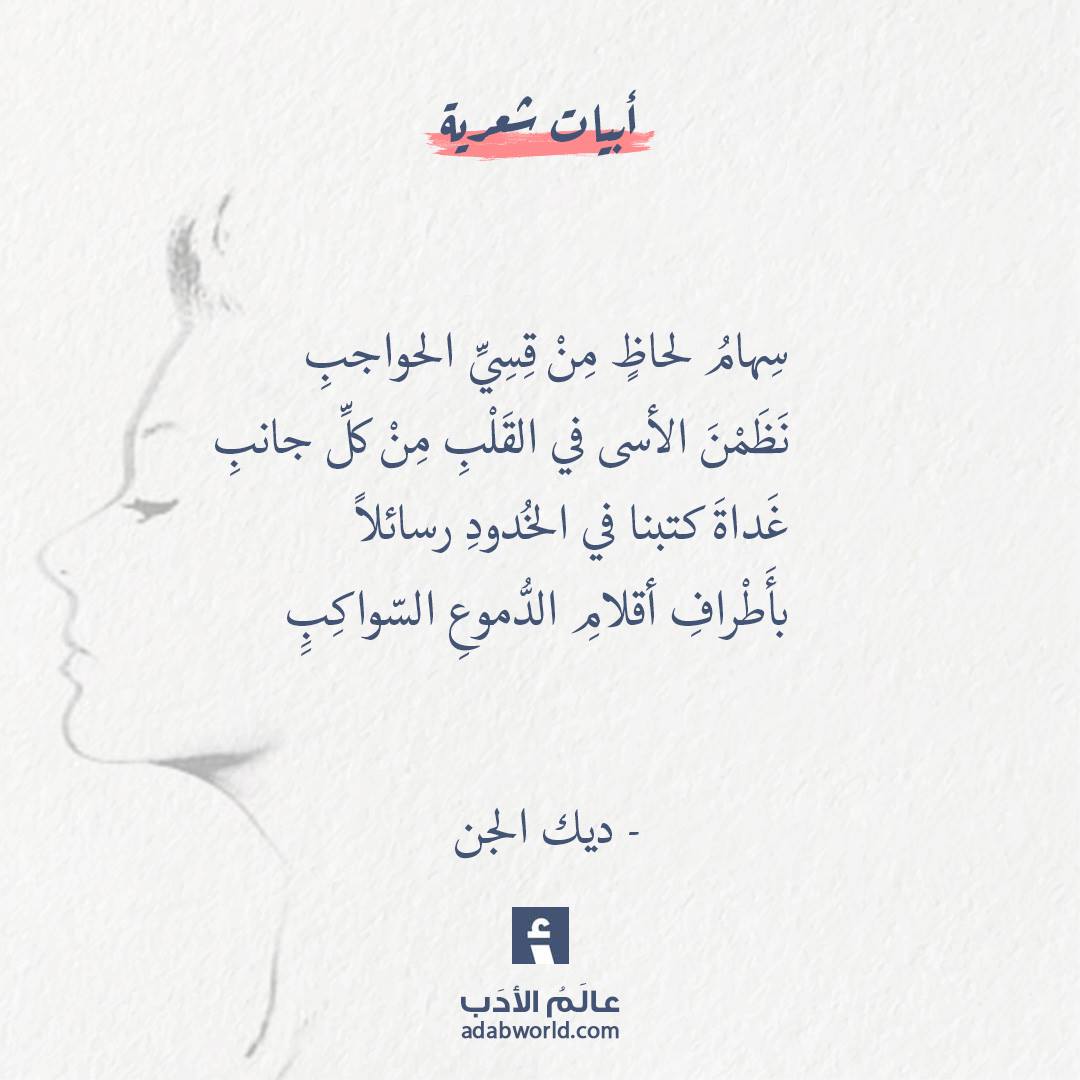 أبيات شعرية
سِهامُ لحاظٍ مِنْ قِسِيِّ الحواجبِ
نَظَمْنَ الأسى في القَلْبِ مِنْ كلِّ جانبِ
غَداةَ كتبنا في الخُدودِ رسائلاً
بأَطْرافِ أقلامِ الدُّموعِ السّواكِبِِ
- ديك الجن
أ
عالَمُ الأدَب
adabworld.com